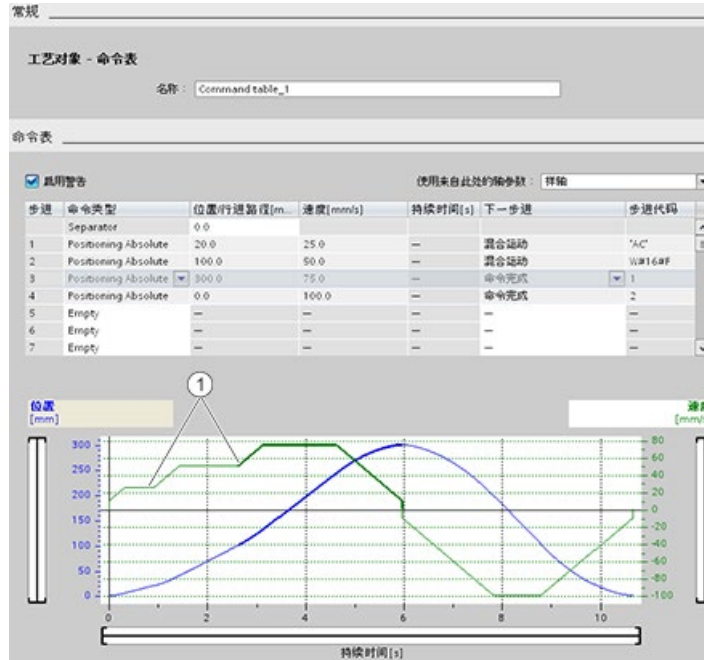 常规
工艺对象 - 命令表
名称： Command table_1
命令表
启用警告 使用来自此处的轴参数： 样轴
步进 命令类型 位置/行进路径[m... 速度[mm/s] 持续时间[s] 下一步进 步进代码
Separator 0.0
1 Positioning Absolute 20.0 25.0 — 混合运动 "AC"
2 Positioning Absolute 100.0 50.0 — 混合运动 W#16#F
3 Positioning Absolute 300.0 75.0 — 命令完成 1
4 Positioning Absolute 0.0 100.0 — 命令完成 2
5 Empty — — — — —
6 Empty — — — — —
7 Empty — — — — —
1
位置 速度
[mm] [mm/s
300 80
250 60
200 40
150 20
100 0
50 -20
0 -40
-60
-80
-100
0 2 4 6 8 10
持续时间[s]